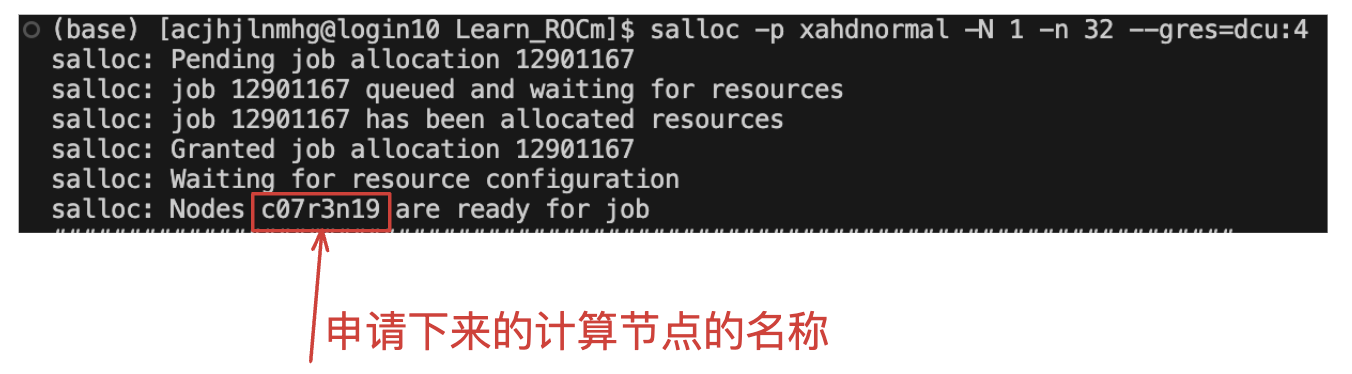 (base) [acjhjlnmhg@login10 Learn_ROCm]$ salloc -p xahdnormal -N 1 -n 32 --gres=dcu:4
salloc: Pending job allocation 12901167
salloc: job 12901167 queued and waiting for resources
salloc: job 12901167 has been allocated resources
salloc: Granted job allocation 12901167
salloc: Waiting for resource configuration
salloc: Nodes c07r3n19 are ready for job
申请下来的计算节点的名称